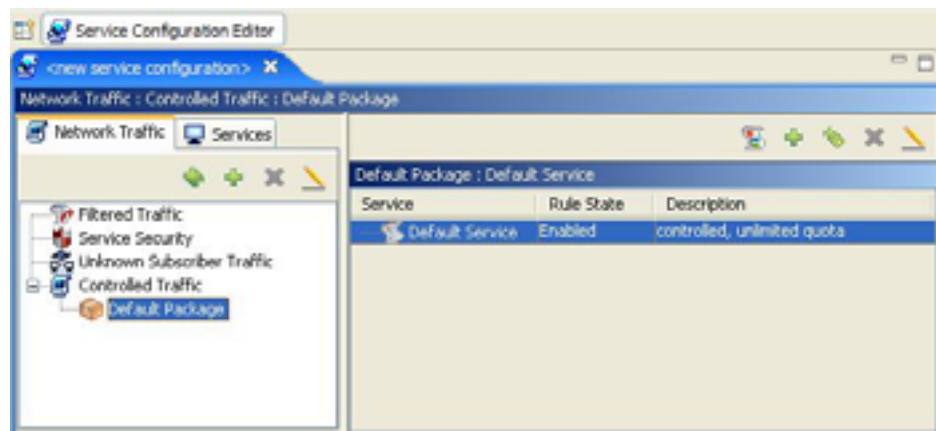 Service Configuration Editor
<new service configuration>
Network Traffic : Controlled Traffic : Default Package
Network Traffic
Services
Filtered Traffic
Service Security
Unknown Subscriber Traffic
Controlled Traffic
Default Package
Default Package : Default Service
Service Rule State Description
Default Service Enabled controlled, unlimited quota